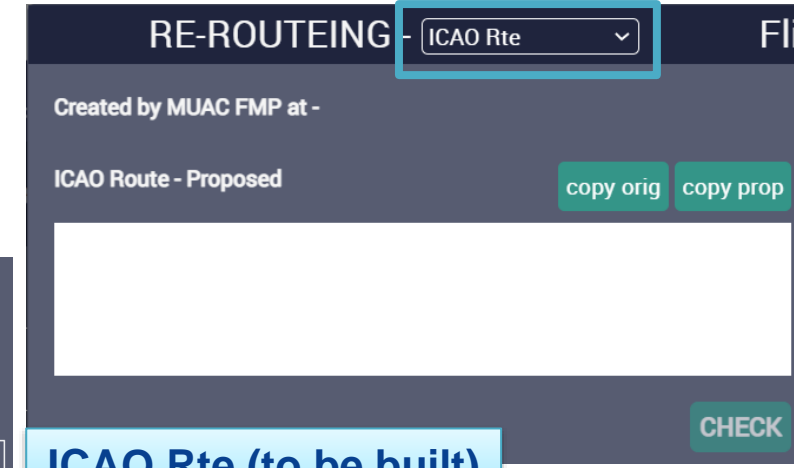 RE-ROUTEING - ICAO Rte Fli
Created by MUAC FMP at -
ICAO Route - Proposed copy orig copy prop
CHECK
ICAO Rte (to be built)